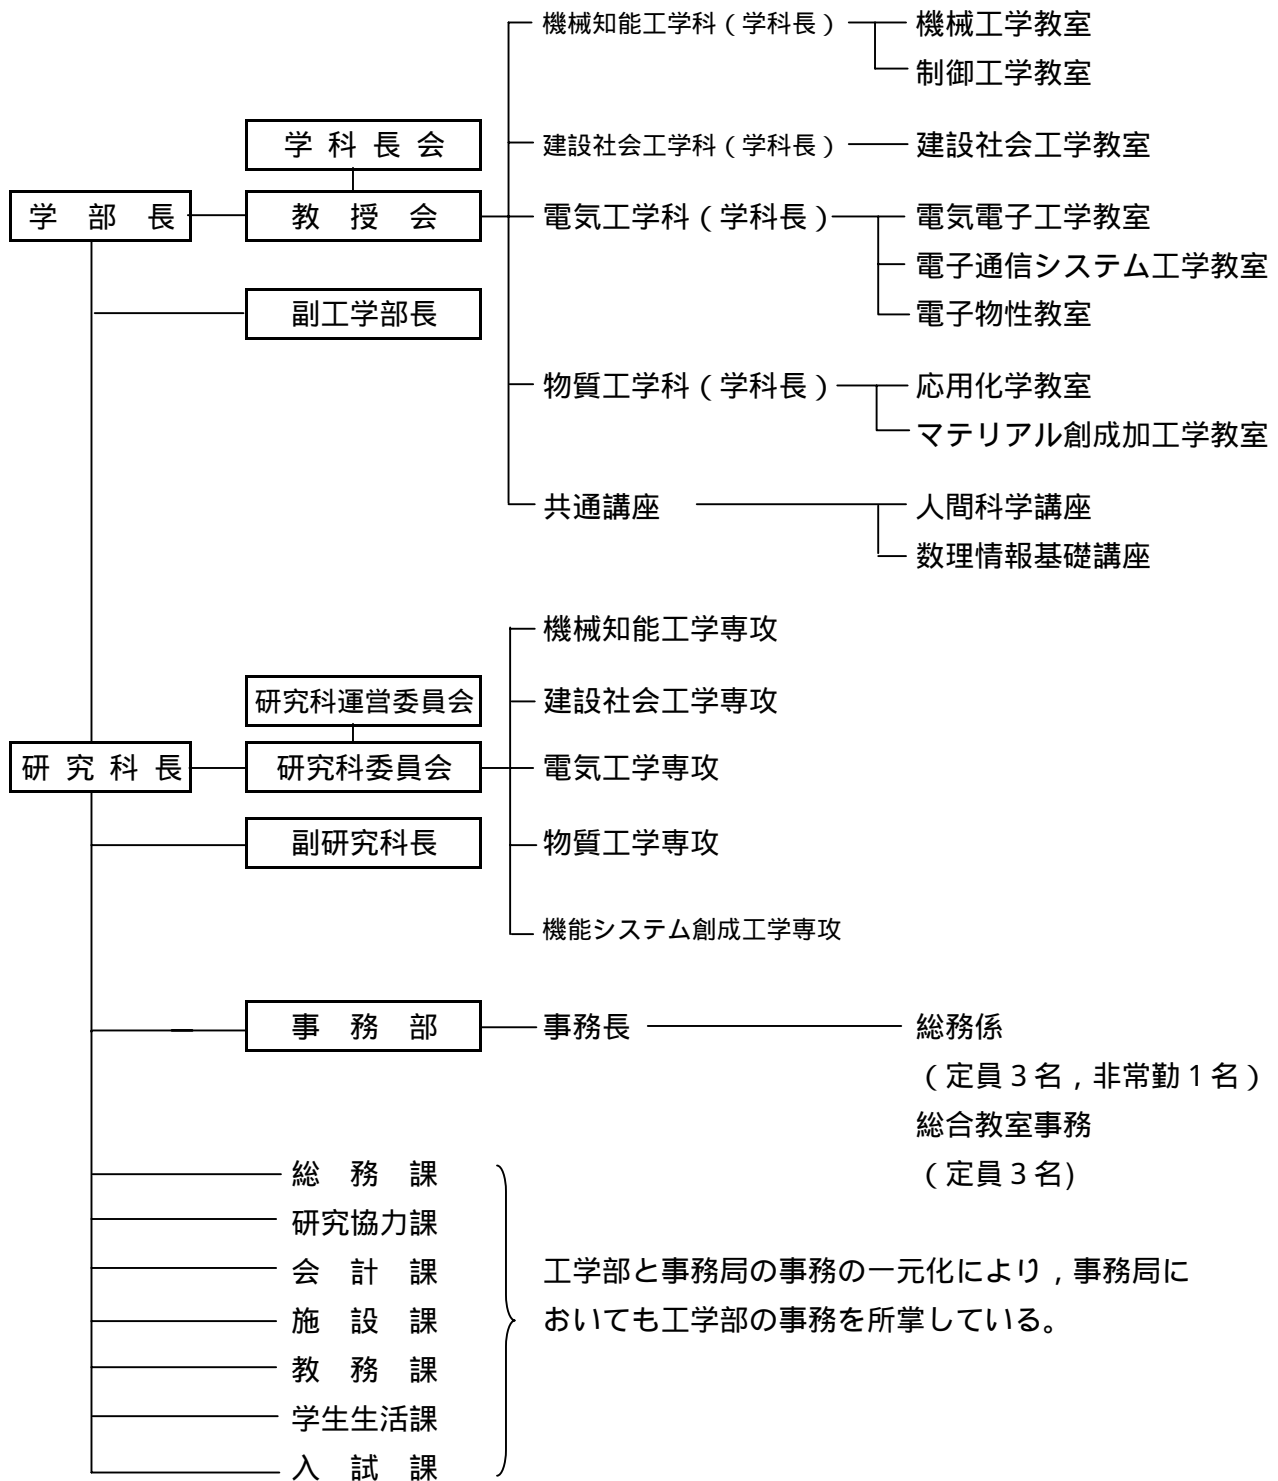 機械知能工学科（学科長） 機械工学教室
制御工学教室
学 科 長 会
建設社会工学科（学科長） 建設社会工学教室
学 部 長 教 授 会 電気工学科（学科長） 電気電子工学教室
電子通信システム工学教室
副工学部長 電子物性教室
物質工学科（学科長） 応用化学教室
マテリアル創成加工学教室
共通講座 人間科学講座
数理情報基礎講座
機械知能工学専攻
研究科運営委員会 建設社会工学専攻
研 究 科 長 研究科委員会 電気工学専攻
副研究科長 物質工学専攻
機能システム創成工学専攻
事 務 部 事務長 総務係
（定員３名，非常勤１名）
総合教室事務
（定員３名)
総 務 課
研究協力課
会 計 課
施 設 課
教 務 課
学生生活課
入 試 課
工学部と事務局の事務の一元化により，事務局に
おいても工学部の事務を所掌している。